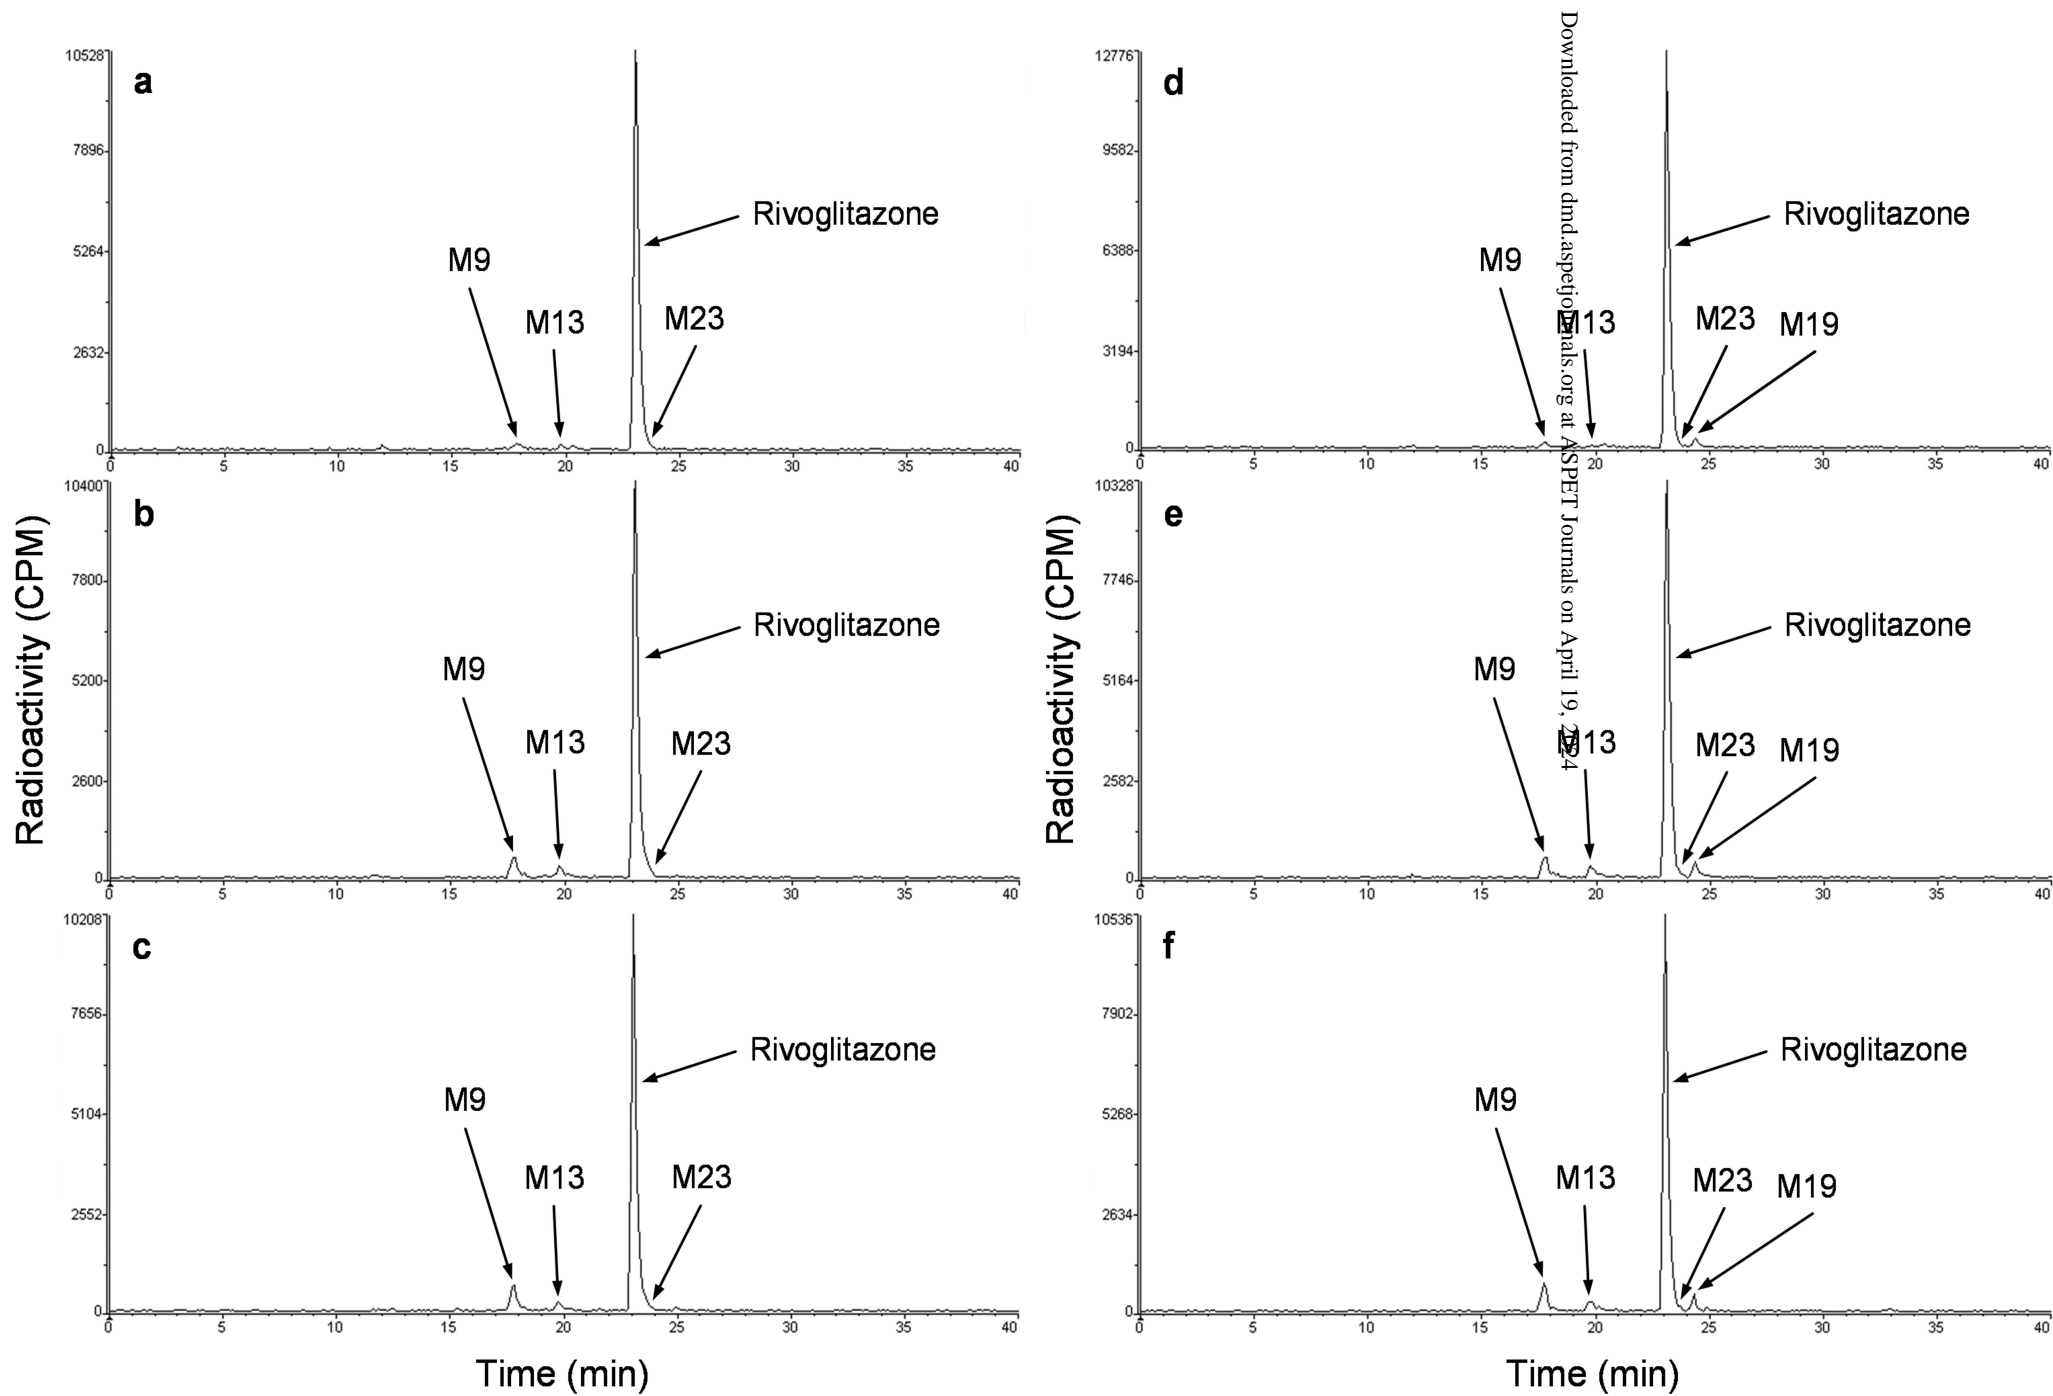 a
10528
7896
5264
2632
0
M9
M13
Rivoglitazone
M23
0 5 10 15 20 25 30 35 40
b
10400
7800
5200
2600
0
M9
M13
Rivoglitazone
M23
0 5 10 15 20 25 30 35 40
c
10208
7656
5104
2552
0
M9
M13
Rivoglitazone
M23
0 5 10 15 20 25 30 35 40
Radioactivity (CPM)
Time (min)
d
12776
9582
6388
3194
0
M9
M13
Rivoglitazone
M23
M19
0 5 10 15 20 25 30 35 40
e
10328
7746
5164
2582
0
M9
M13
Rivoglitazone
M23
M19
0 5 10 15 20 25 30 35 40
f
10536
7902
5268
2634
0
M9
M13
Rivoglitazone
M23
M19
0 5 10 15 20 25 30 35 40
Radioactivity (CPM)
Time (min)
Downloaded from dmd.aspetjournals.org at ASPET Journals on April 19, 2024